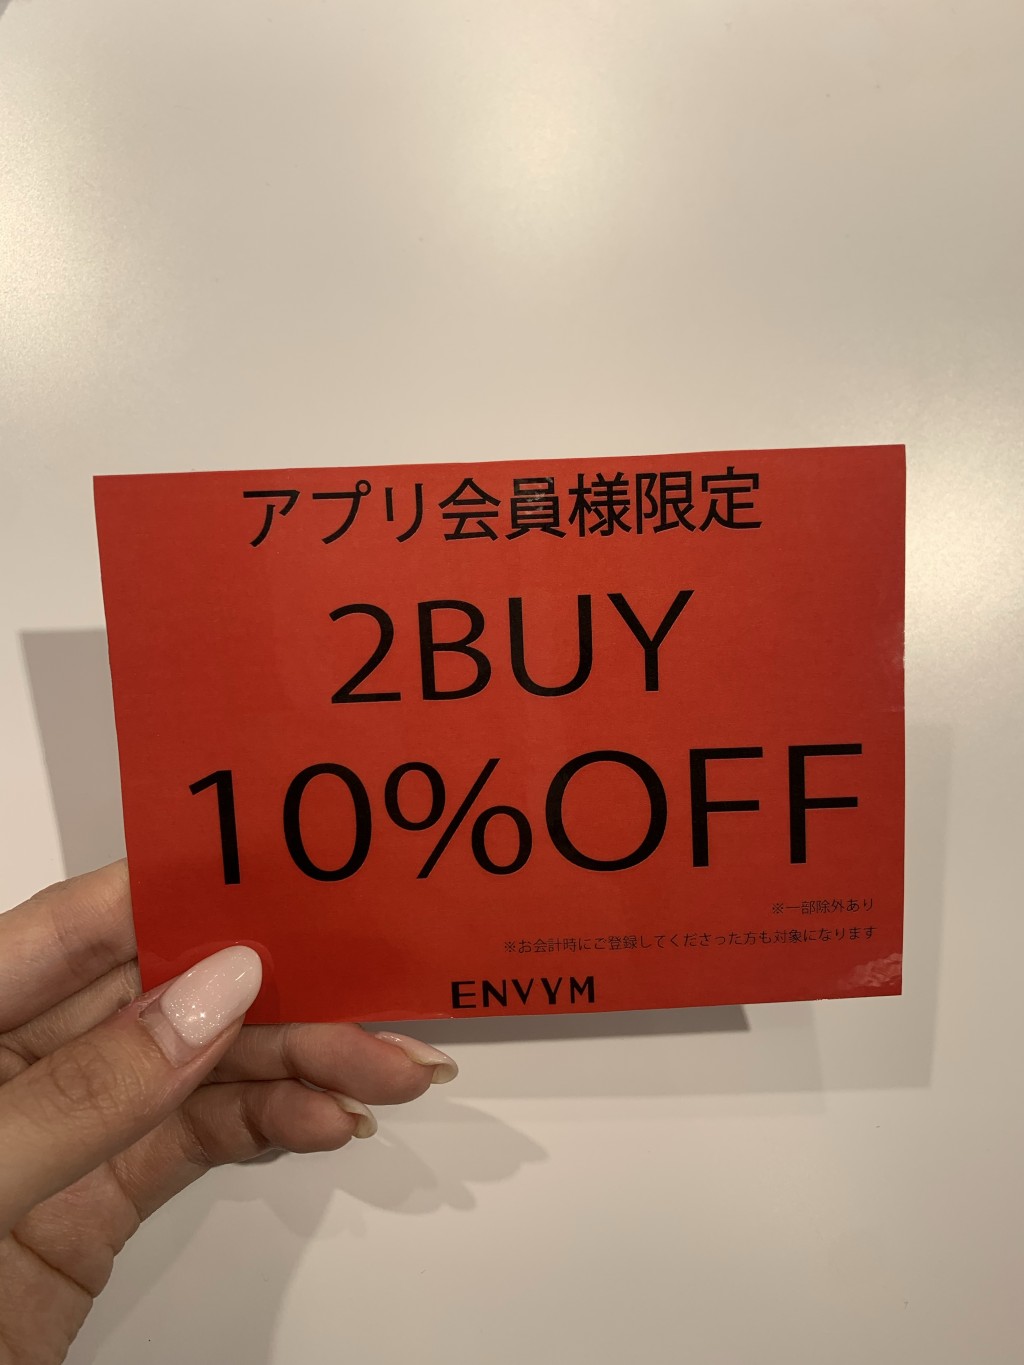 アプリ会員様限定
2BUY
10%OFF
※一部除外あり
※お会計時にご登録してくださった方も対象になります
ENVYM